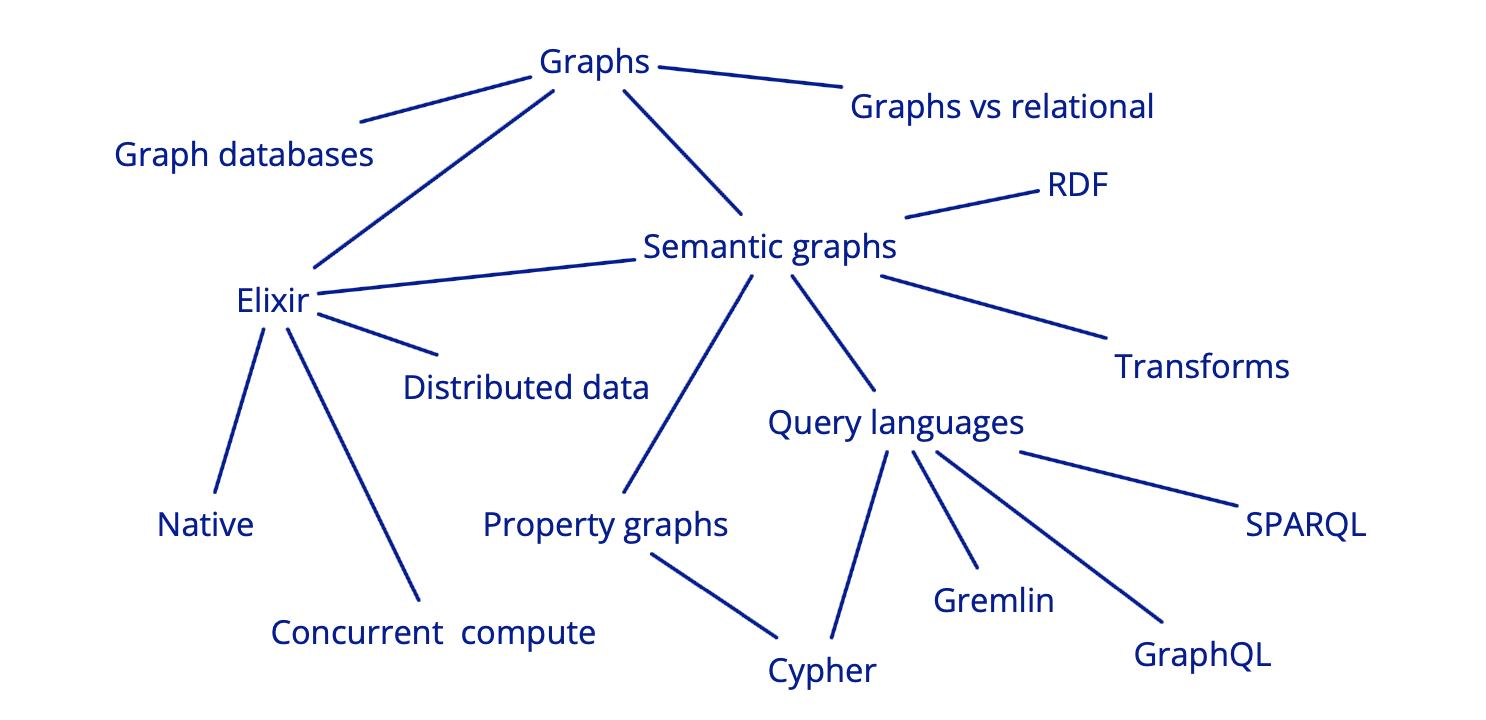 Graphs
Graphs vs relational
Graph databases
RDF
Semantic graphs
Elixir
Transforms
Distributed data
Query languages
Native
Property graphs
SPARQL
Gremlin
Concurrent  compute
GraphQL
Cypher